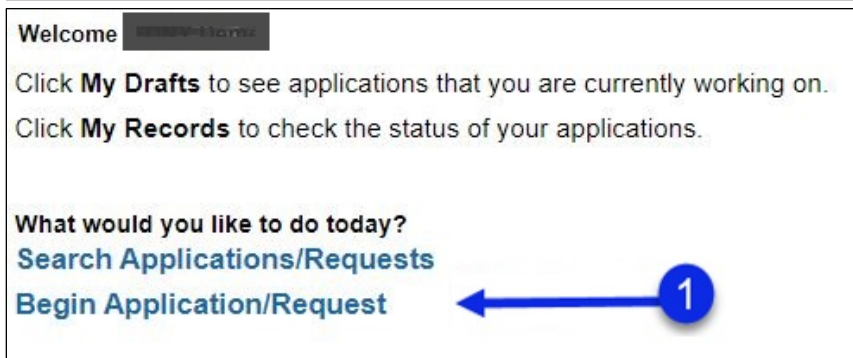 Welcome
Click My Drafts to see applications that you are currently working on.
Click My Records to check the status of your applications.
What would you like to do today?
Search Applications/Requests
Begin Application/Request
1